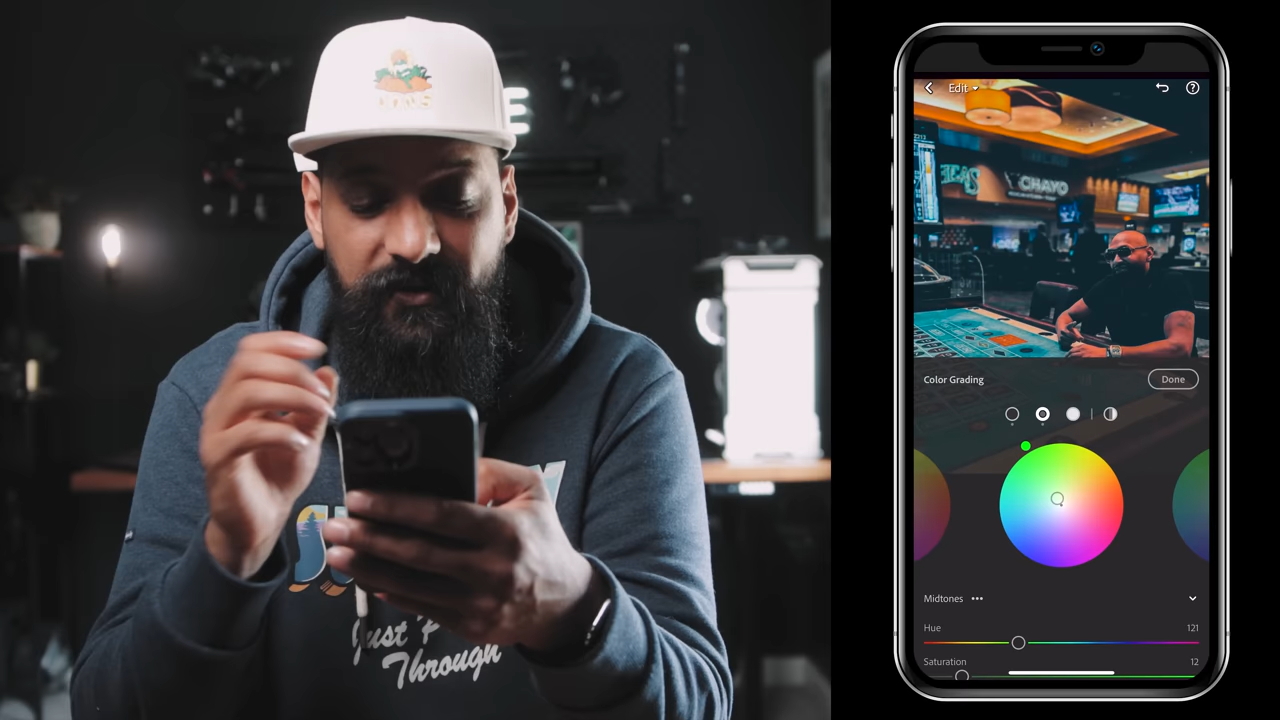 E
Just P
Through
Edit
CHAYO
Color Grading
Done
Midtones •••
Hue 121
Saturation 12